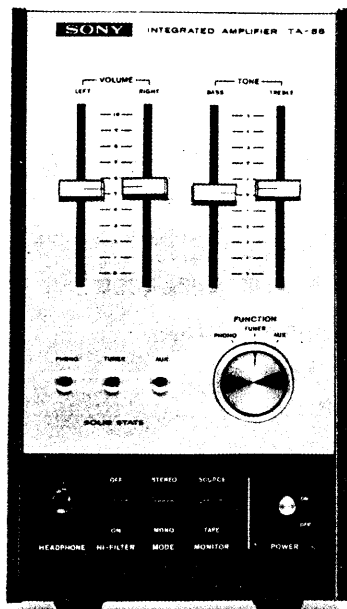 SONY INTEGRATED AMPLIFIER TA-88
VOLUME TONE
LEFT RIGHT BASS TREBLE
10
FUNCTION
TUNER
PHONO AUX
PHONO TUNER AUX
SOLID STATE
OFF STEREO SOURCE
ON
OFF
ON MONO TAPE
HEADPHONE HI-FILTER MODE MONITOR POWER